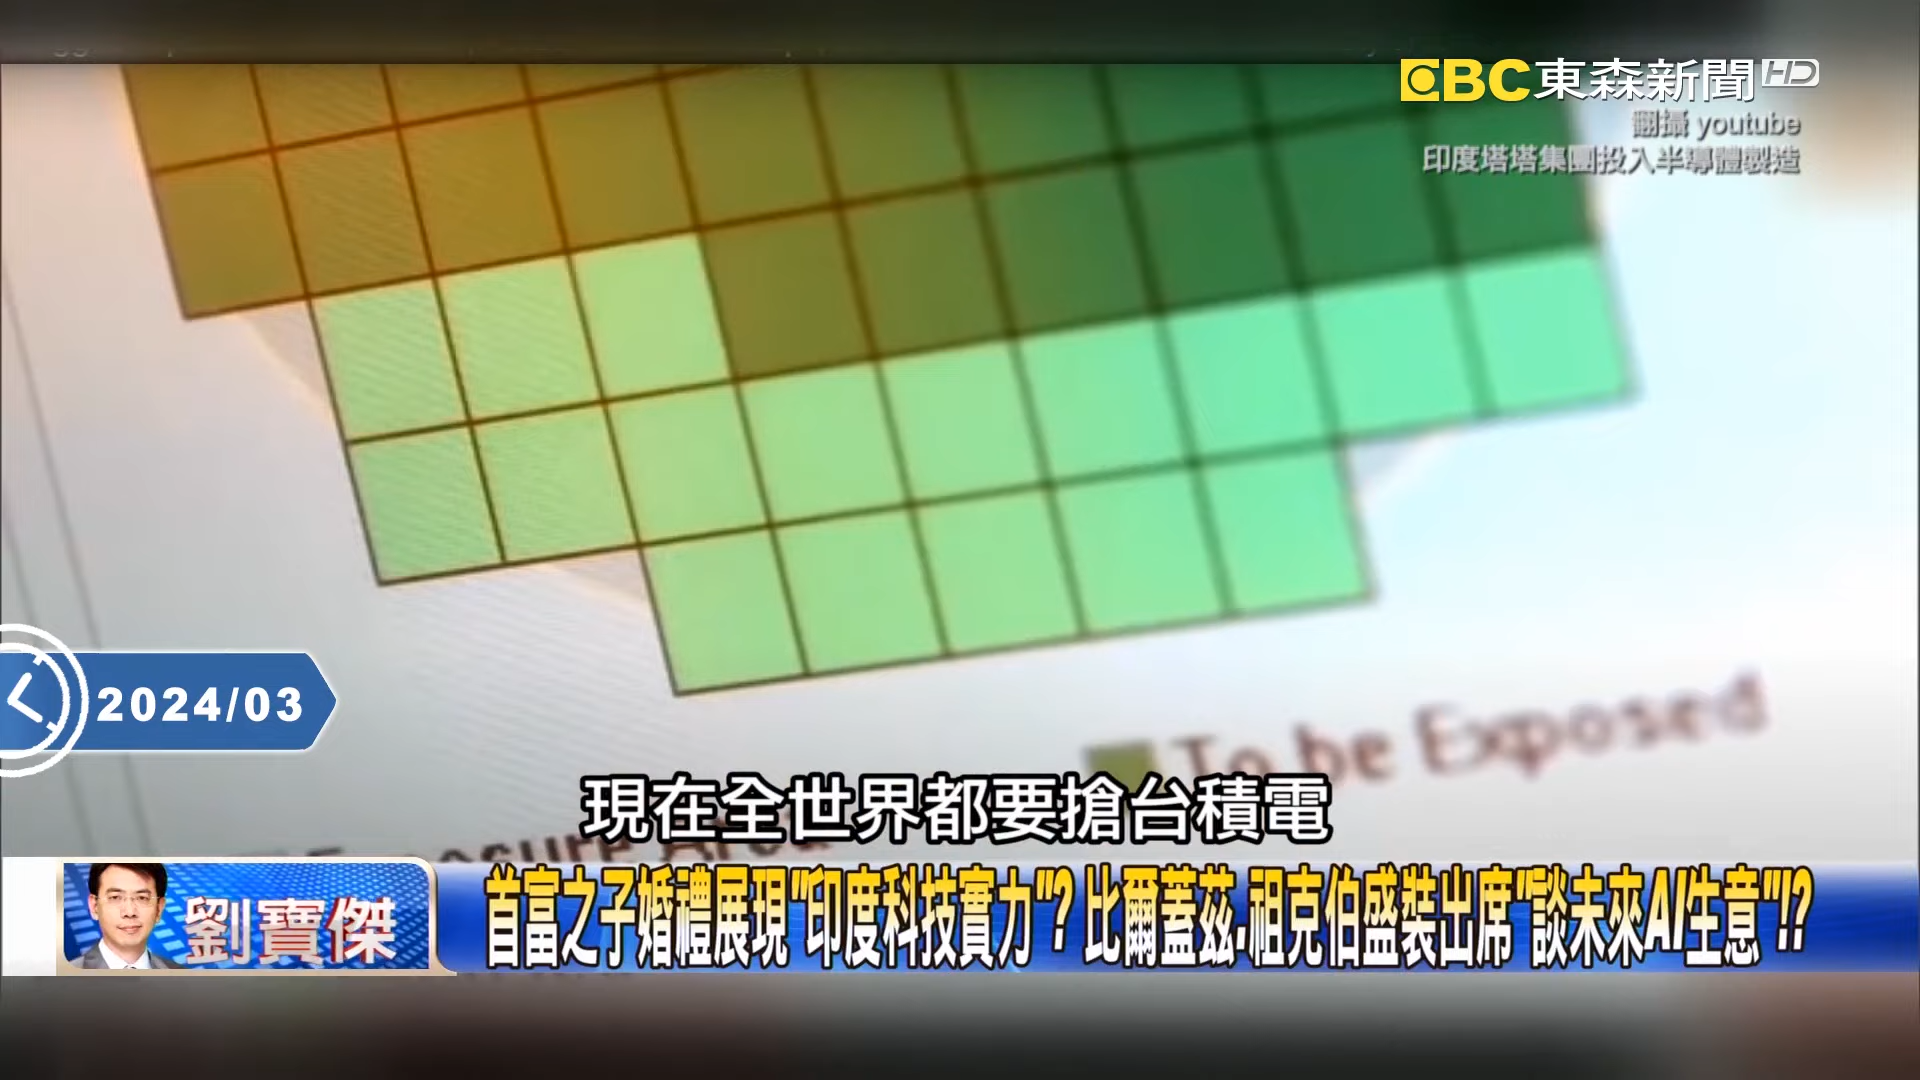 EBC東森新聞HD
翻攝 youtube
印度塔塔集團投入半導體製造
2024/03
To be Exposed
現在全世界都要搶台積電
劉寶傑
首富之子婚禮展現"印度科技實力"? 比爾蓋茲.祖克伯盛裝出席"談未來AI生意"!?